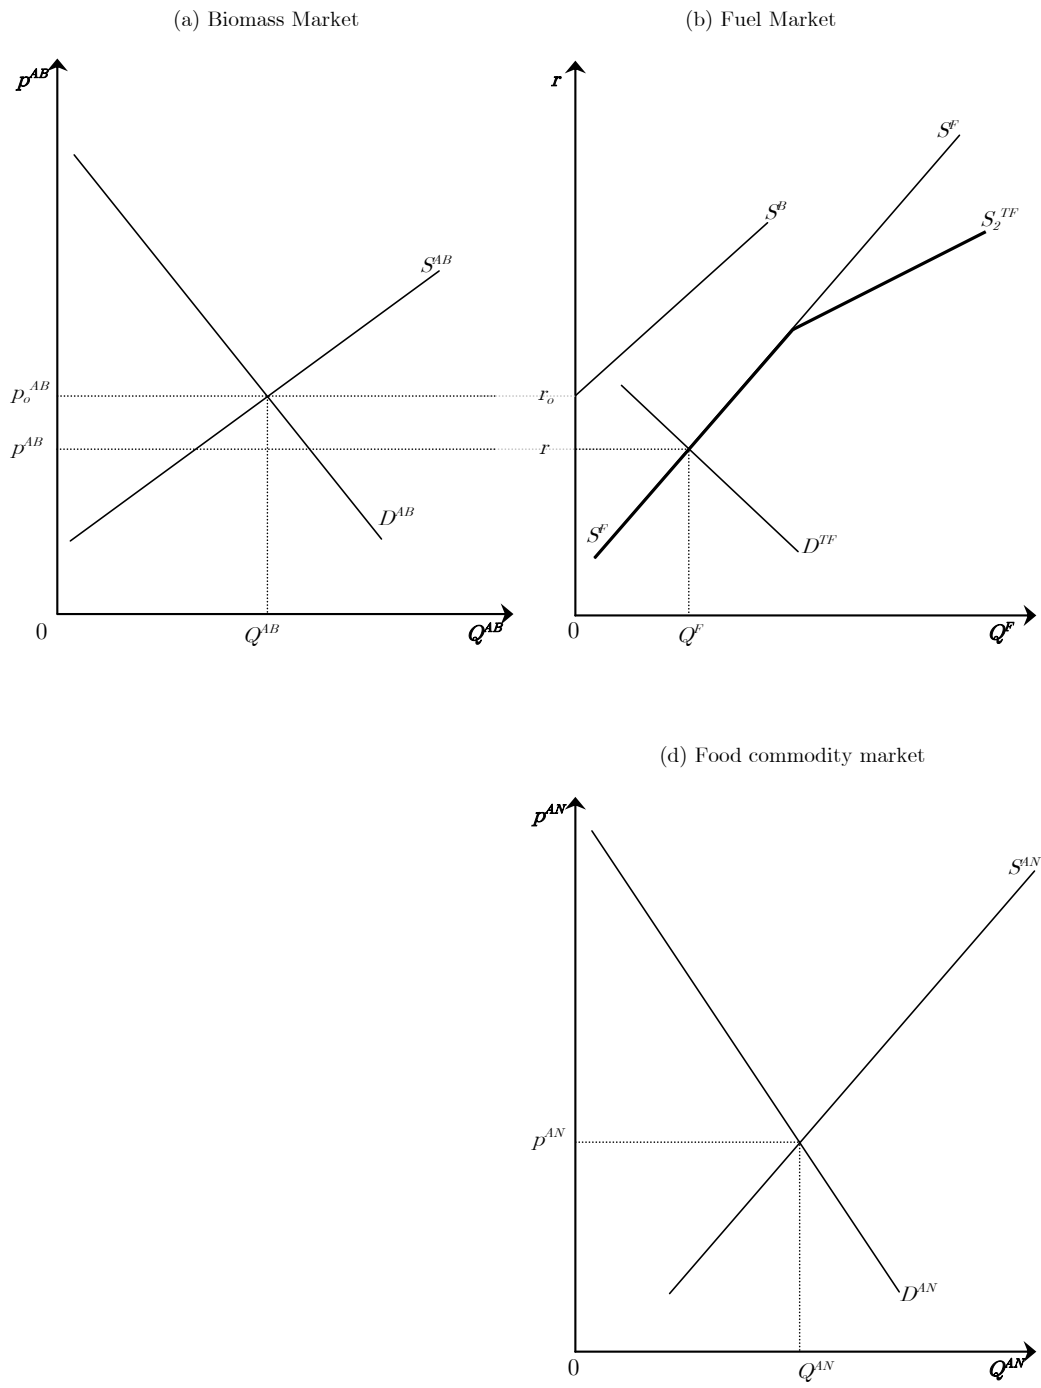 (a) Biomass Market
(b) Fuel Market
p^AB
r
S^F
S^B
S_2^TF
S^AB
p_o^AB
r_o
p^AB
r
D^AB
S^F
D^TF
0
Q^AB
Q^AB
0
Q^F
Q^F
(d) Food commodity market
p^AN
S^AN
p^AN
D^AN
0
Q^AN
Q^AN